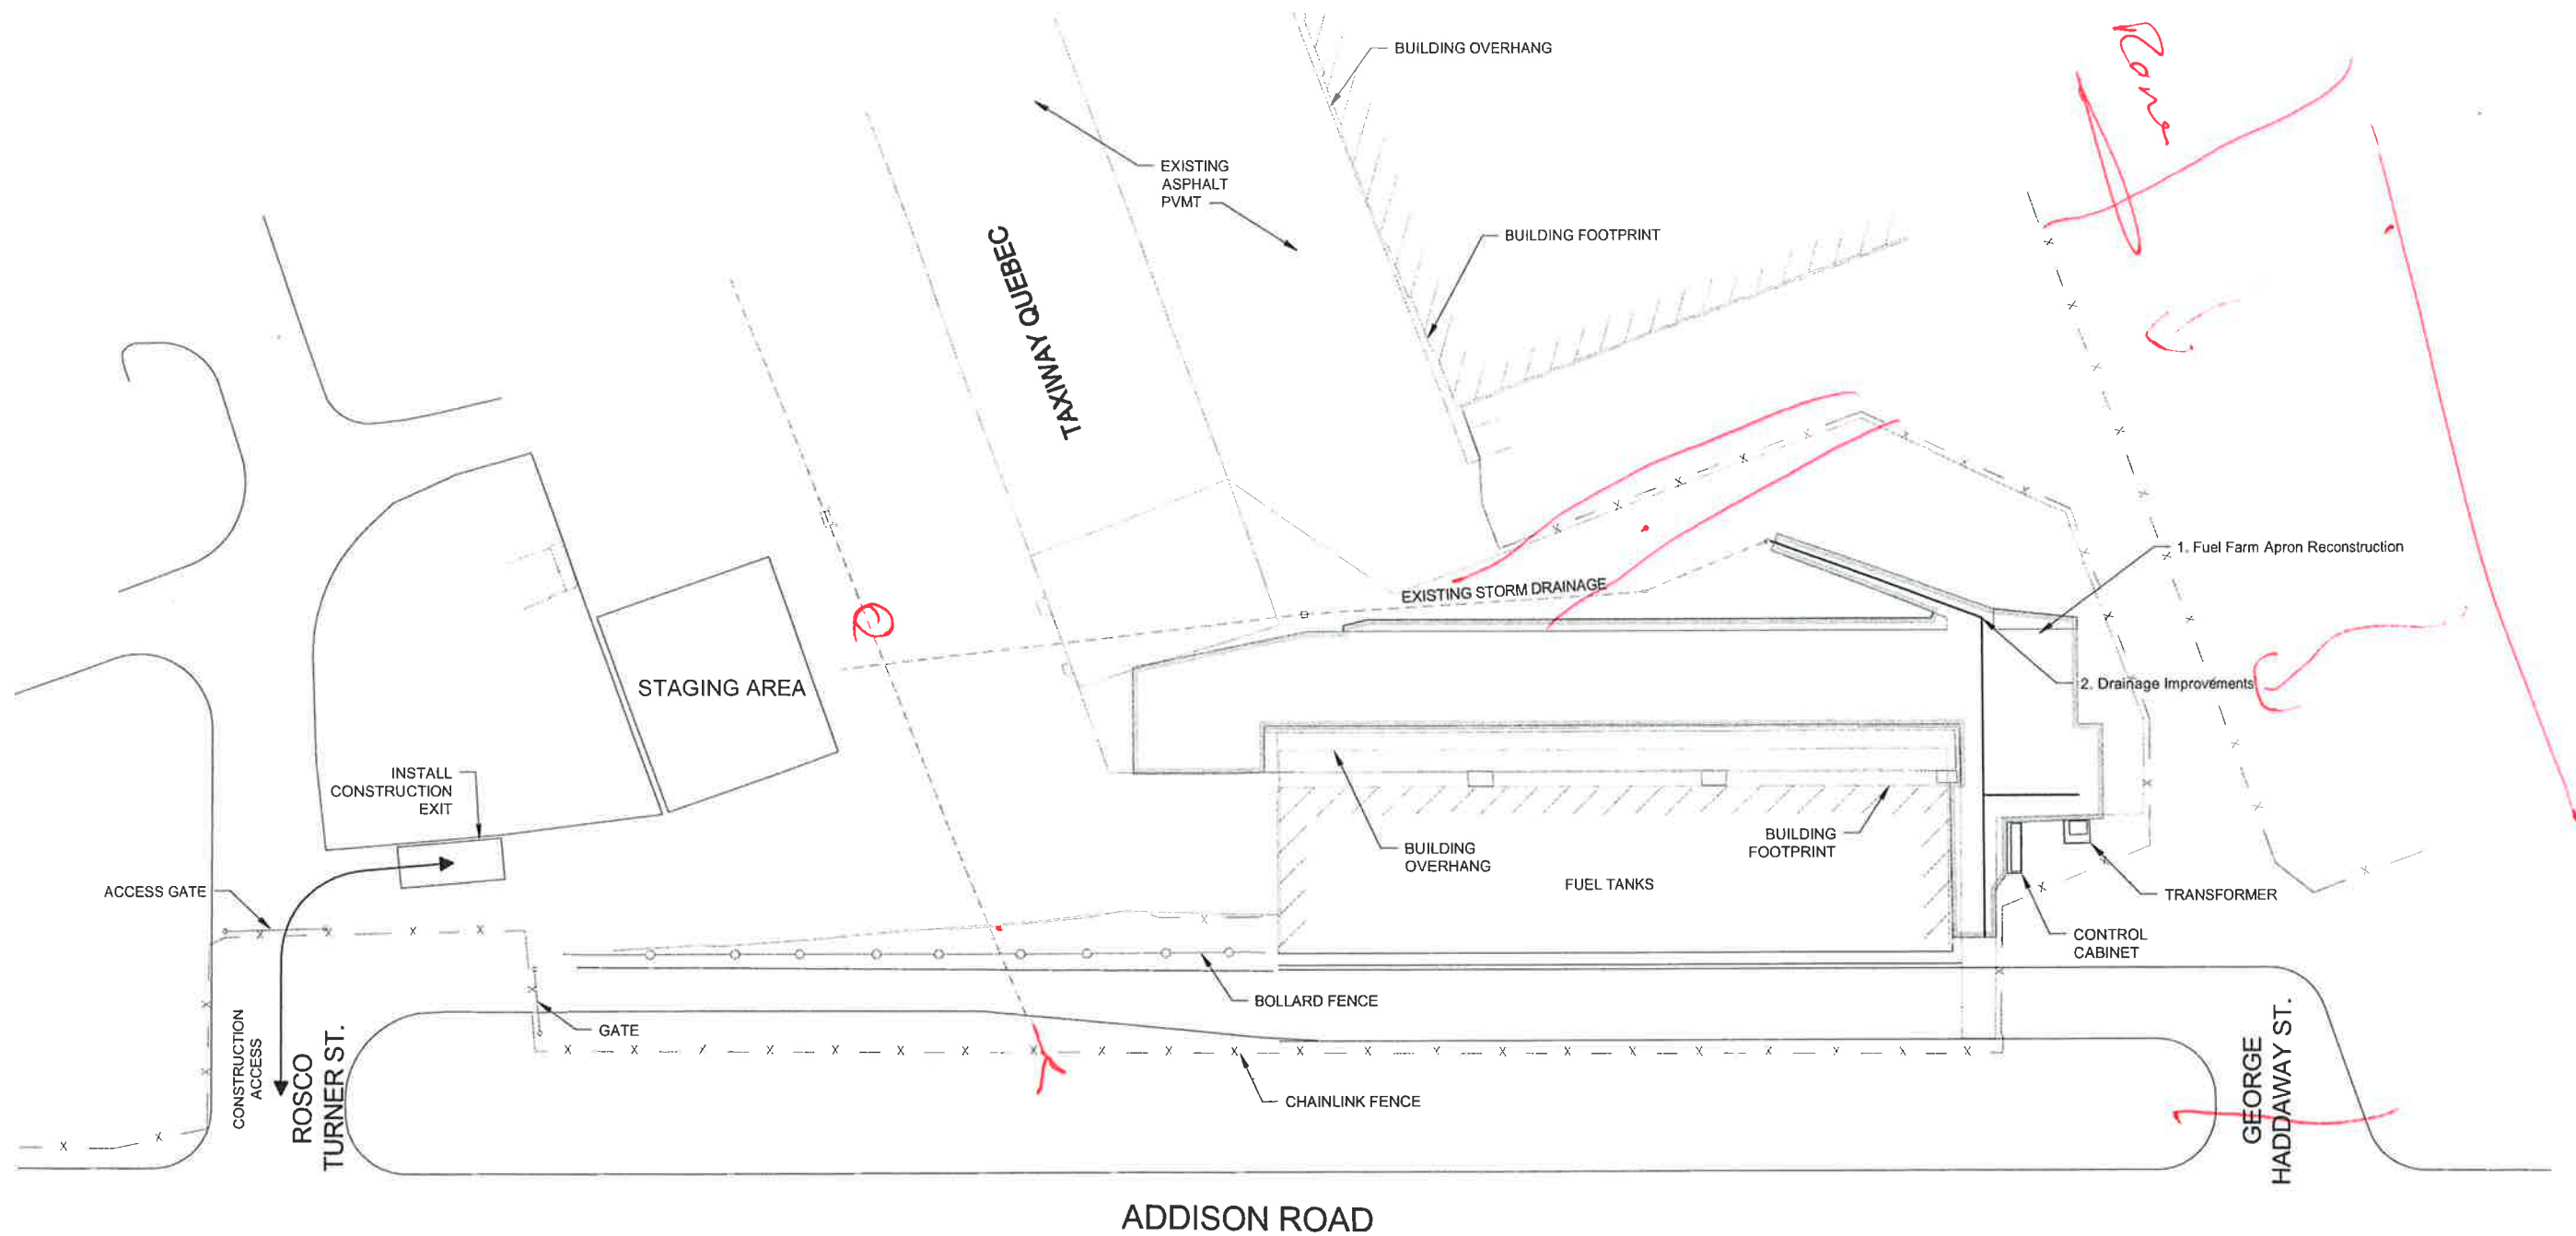 BUILDING OVERHANG
EXISTING
ASPHALT
PVMT
BUILDING FOOTPRINT
TAXIWAY QUEBEC
1. Fuel Farm Apron Reconstruction
EXISTING STORM DRAINAGE
STAGING AREA
2. Drainage Improvements
INSTALL
CONSTRUCTION
EXIT
BUILDING
OVERHANG
BUILDING
FOOTPRINT
FUEL TANKS
ACCESS GATE
TRANSFORMER
CONTROL
CABINET
BOLLARD FENCE
GATE
CONSTRUCTION
ACCESS
ROSCO
TURNER ST.
CHAINLINK FENCE
GEORGE
HADDAWAY ST.
ADDISON ROAD